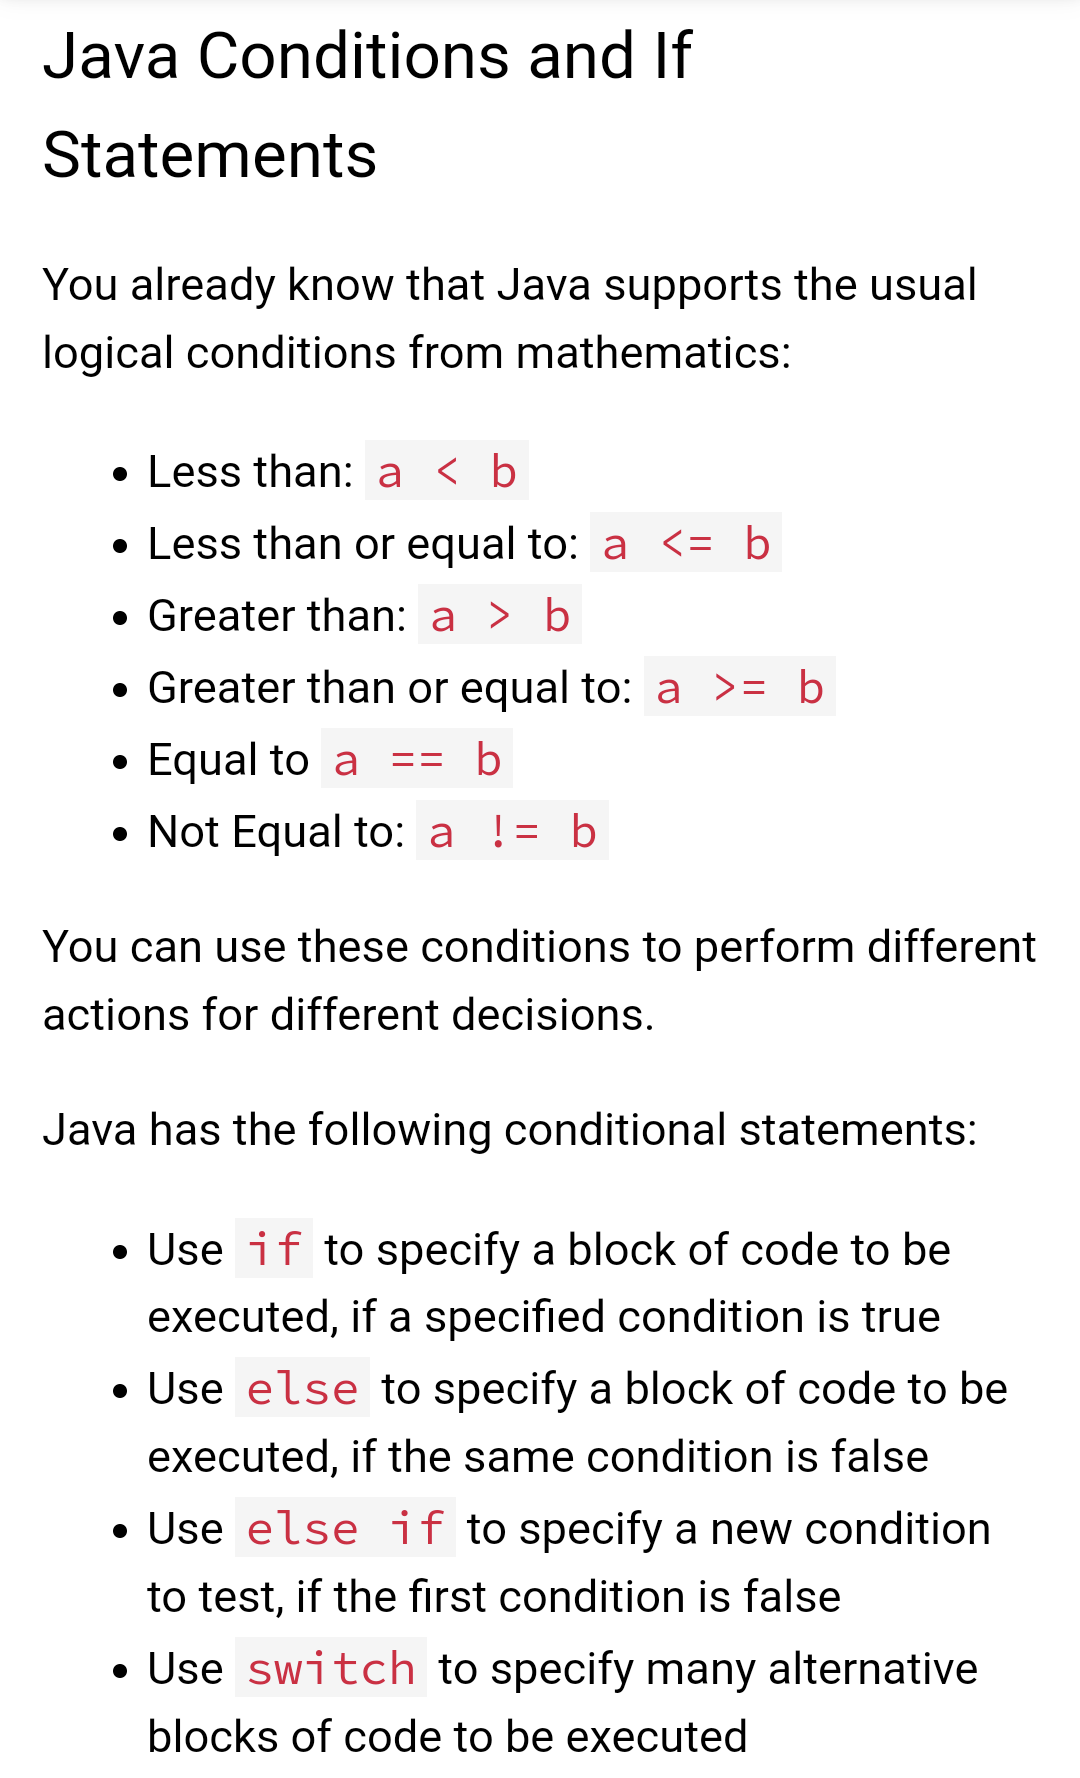 Java Conditions and If
Statements
You already know that Java supports the usual
logical conditions from mathematics:
• Less than: a < b
• Less than or equal to: a <= b
• Greater than: a > b
• Greater than or equal to: a >= b
• Equal to a == b
• Not Equal to: a != b
You can use these conditions to perform different
actions for different decisions.
Java has the following conditional statements:
• Use if to specify a block of code to be
executed, if a specified condition is true
• Use else to specify a block of code to be
executed, if the same condition is false
• Use else if to specify a new condition
to test, if the first condition is false
• Use switch to specify many alternative
blocks of code to be executed